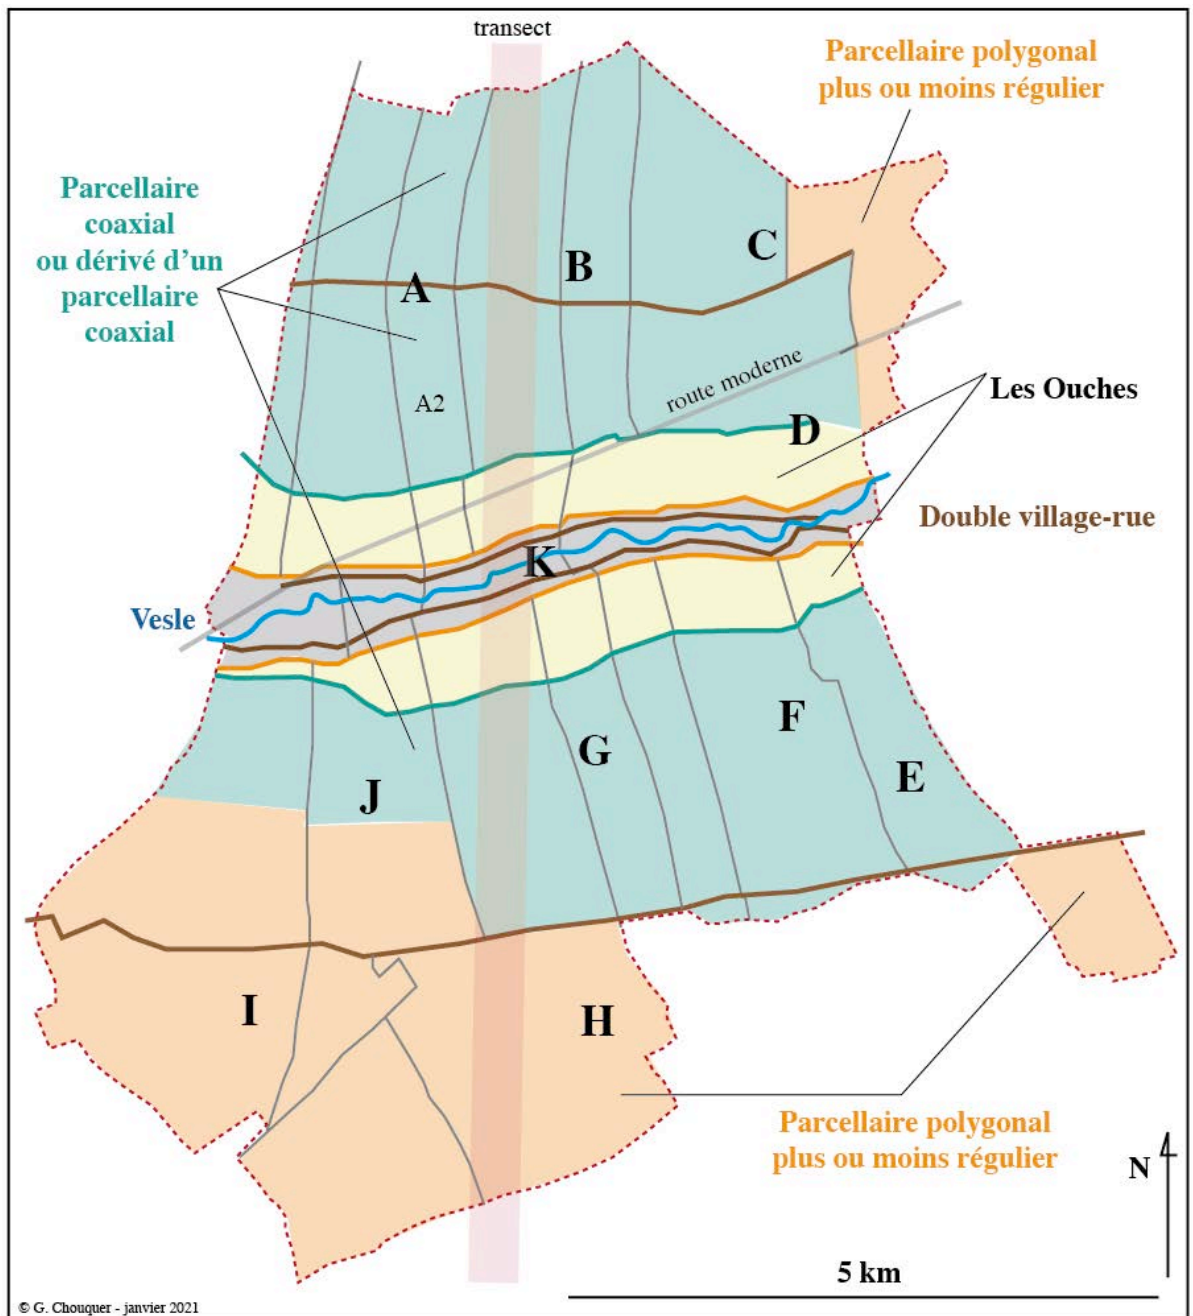 transect
Parcellaire polygonal
plus ou moins régulier
Parcellaire
coaxial
ou dérivé d’un
parcellaire
coaxial
C
B
A
A2
route moderne
Les Ouches
D
Double village-rue
K
Vesle
F
G
E
J
I
H
Parcellaire polygonal
plus ou moins régulier
N
5 km
© G. Chouquer - janvier 2021